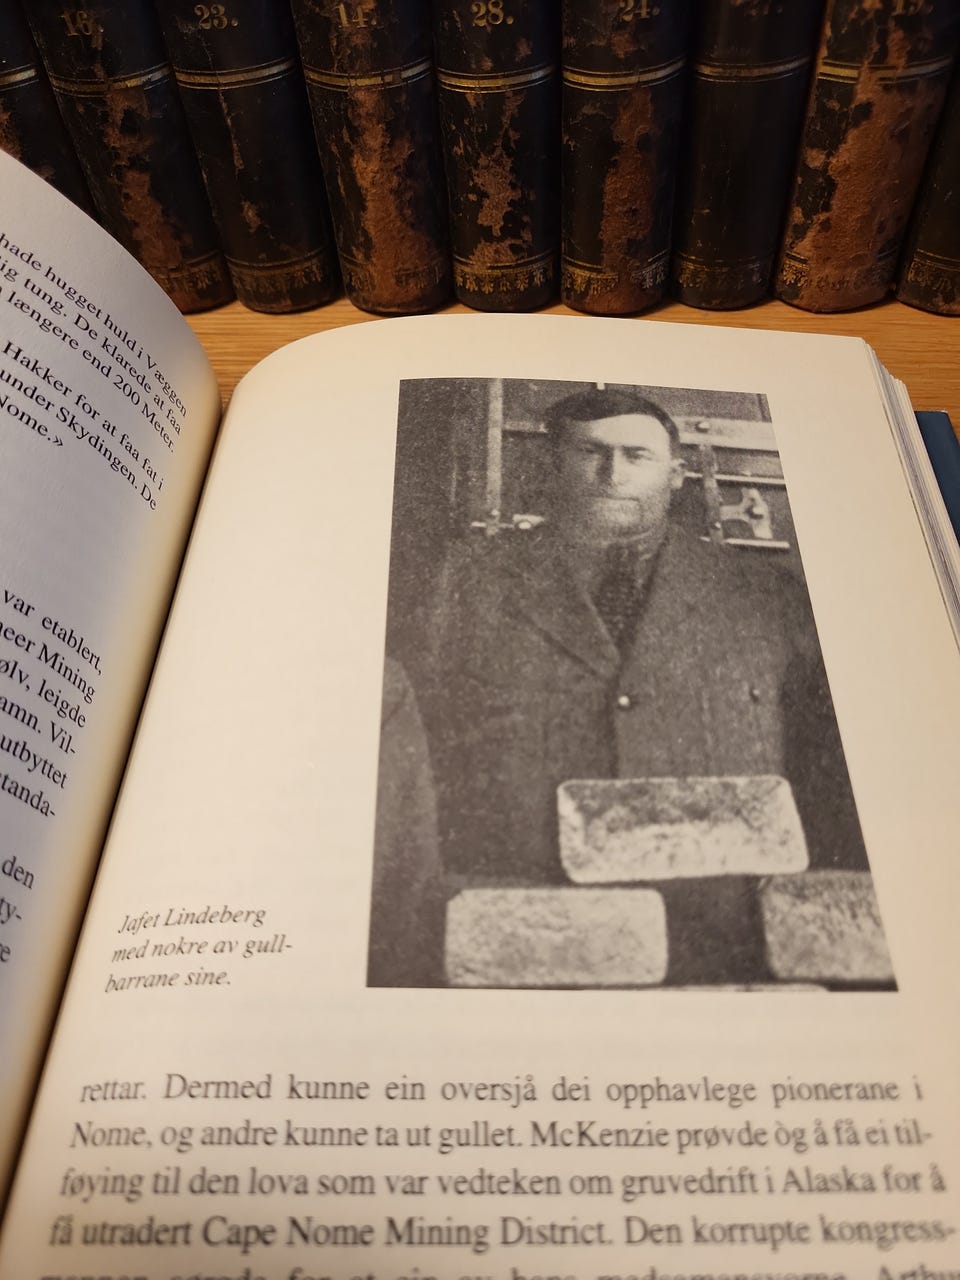 16.
23.
14.
28.
24.
19.
hade hugget huld i Væggen
tung. De klarede at faa
længere end 200 Meter.
Hakker for at faa fat i
under Skydingen. De
Nome.»
var etablert,
Mining
leigde
Vil-
utbyttet
den
Jafet Lindeberg
med nokre av gull-
barrane sine.
rettar. Dermed kunne ein oversjå dei opphavlege pionerane i
Nome, og andre kunne ta ut gullet. McKenzie prøvde òg å få ei til-
føying til den lova som var vedteken om gruvedrift i Alaska for å
få utradert Cape Nome Mining District. Den korrupte kongress-